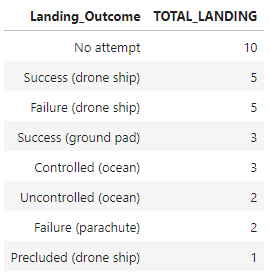 Landing_Outcome TOTAL_LANDING
No attempt 10
Success (drone ship) 5
Failure (drone ship) 5
Success (ground pad) 3
Controlled (ocean) 3
Uncontrolled (ocean) 2
Failure (parachute) 2
Precluded (drone ship) 1